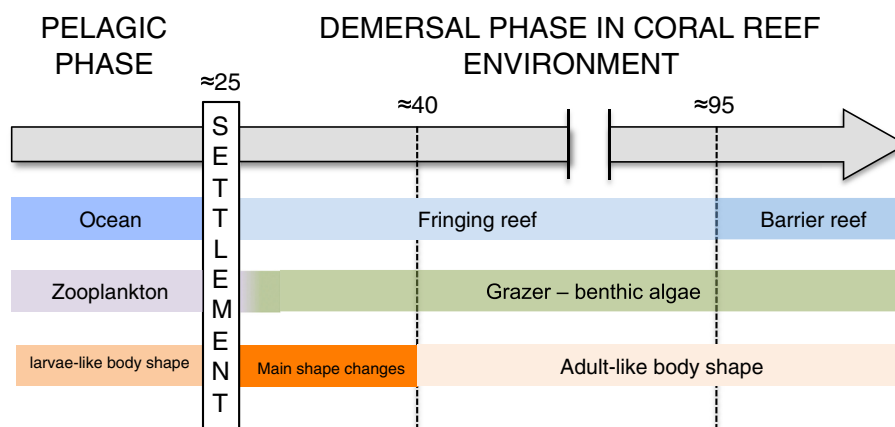 PELAGIC
PHASE
DEMERSAL PHASE IN CORAL REEF
ENVIRONMENT
≈25
≈40
≈95
SETTLEMENT
Ocean
Fringing reef
Barrier reef
Zooplankton
Grazer – benthic algae
larvae-like body shape
Main shape changes
Adult-like body shape